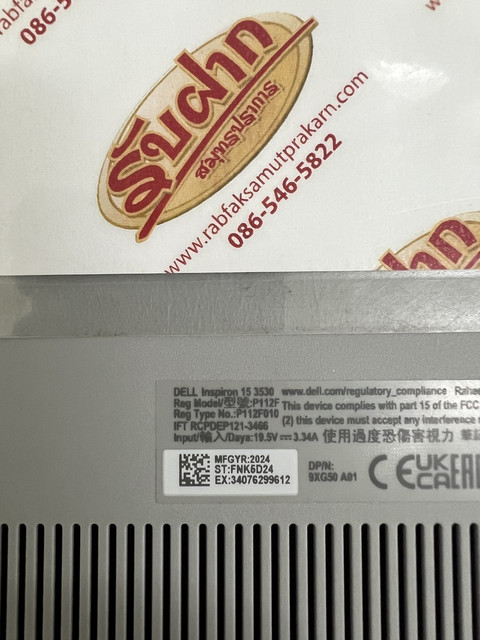 086-5
รับฝาก
สมุทรปราการ
www.rabfaksamutprakarn.com
086-546-5822
DELL Inspiron 15 3530 www.dell.com/regulatory_compliance
Reg Model/型號:P112F This device complies with part 15 of the FCC
Reg Type No.:P112F010 (2) this device must accept any interference
IFT RCPDEP121-3466
Input/輸入/Daya:19.5V 3.34A 使用過度恐傷害視力
MFGYR:2024
ST:FNK6D24
EX:34076299612
DP/N:
9XG50 A01
CE UKCA EAC